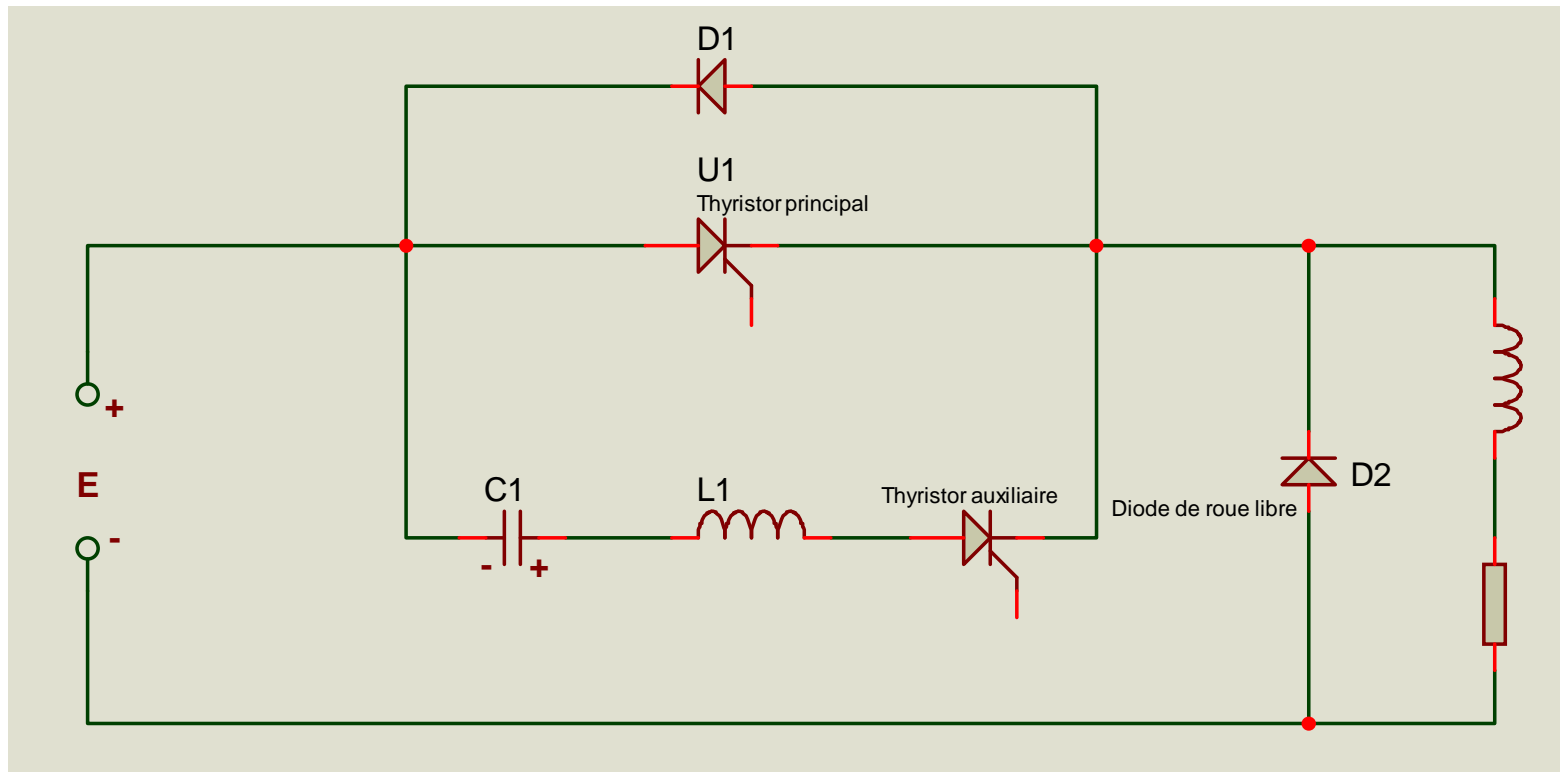 D1
U1
Thyristor principal
+
E
-
C1
L1
Thyristor auxiliaire
- +
D2
Diode de roue libre